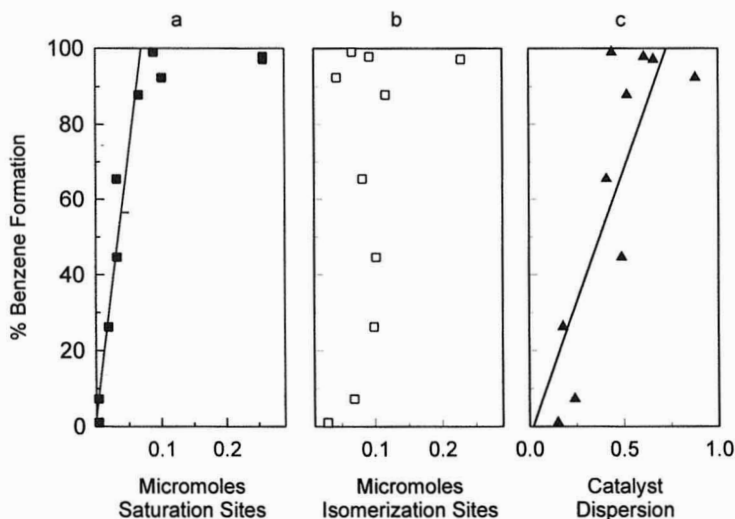 a b c
% Benzene Formation
100
80
60
40
20
0
0.1 0.2 0.1 0.2 0.0 0.5 1.0
Micromoles Micromoles Catalyst
Saturation Sites Isomerization Sites Dispersion